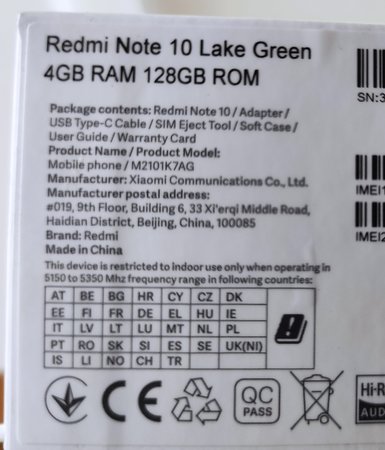 Redmi Note 10 Lake Green
4GB RAM 128GB ROM
Package contents: Redmi Note 10 / Adapter /
USB Type-C Cable / SIM Eject Tool / Soft Case /
User Guide / Warranty Card
Product Name / Product Model:
Mobile phone / M2101K7AG
Manufacturer: Xiaomi Communications Co., Ltd.
Manufacturer postal address:
#019, 9th Floor, Building 6, 33 Xi'erqi Middle Road,
Haidian District, Beijing, China, 100085
Brand: Redmi
Made in China
This device is restricted to indoor use only when operating in
5150 to 5350 Mhz frequency range in following countries:
AT BE BG HR CY CZ DK
EE FI FR DE EL HU IE
IT LV LT LU MT NL PL
PT RO SK SI ES SE UK(NI)
IS LI NO CH TR
CE
QC
PASS
Hi-R
AUD
SN:3
IMEI1
IMEI2